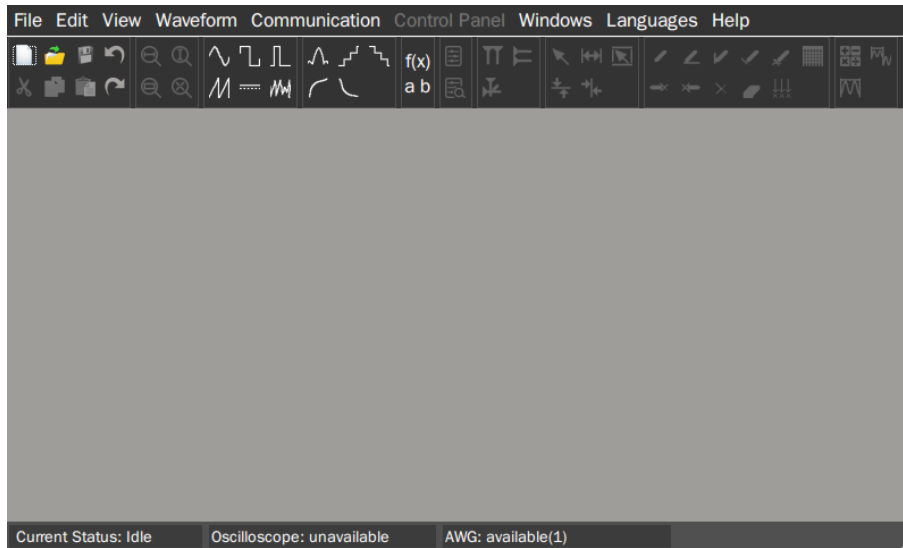 File Edit View Waveform Communication Control Panel Windows Languages Help
f(x)
a b
Current Status: Idle Oscilloscope: unavailable AWG: available(1)